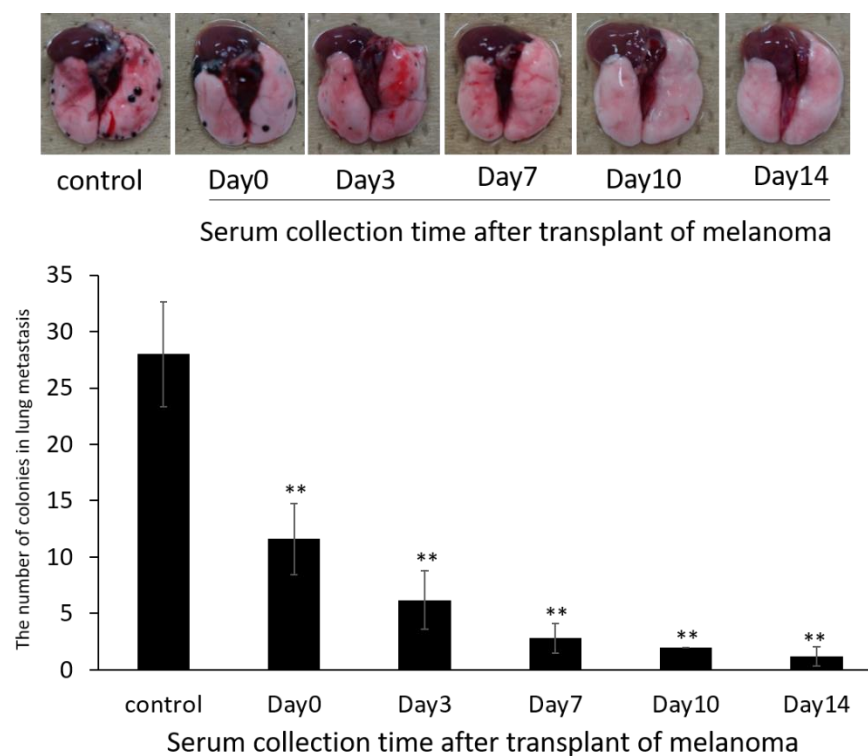 control Day0 Day3 Day7 Day10 Day14
Serum collection time after transplant of melanoma
The number of colonies in lung metastasis
35
30
25
20
15
10
5
0
**
**
**
**
**
control Day0 Day3 Day7 Day10 Day14
Serum collection time after transplant of melanoma